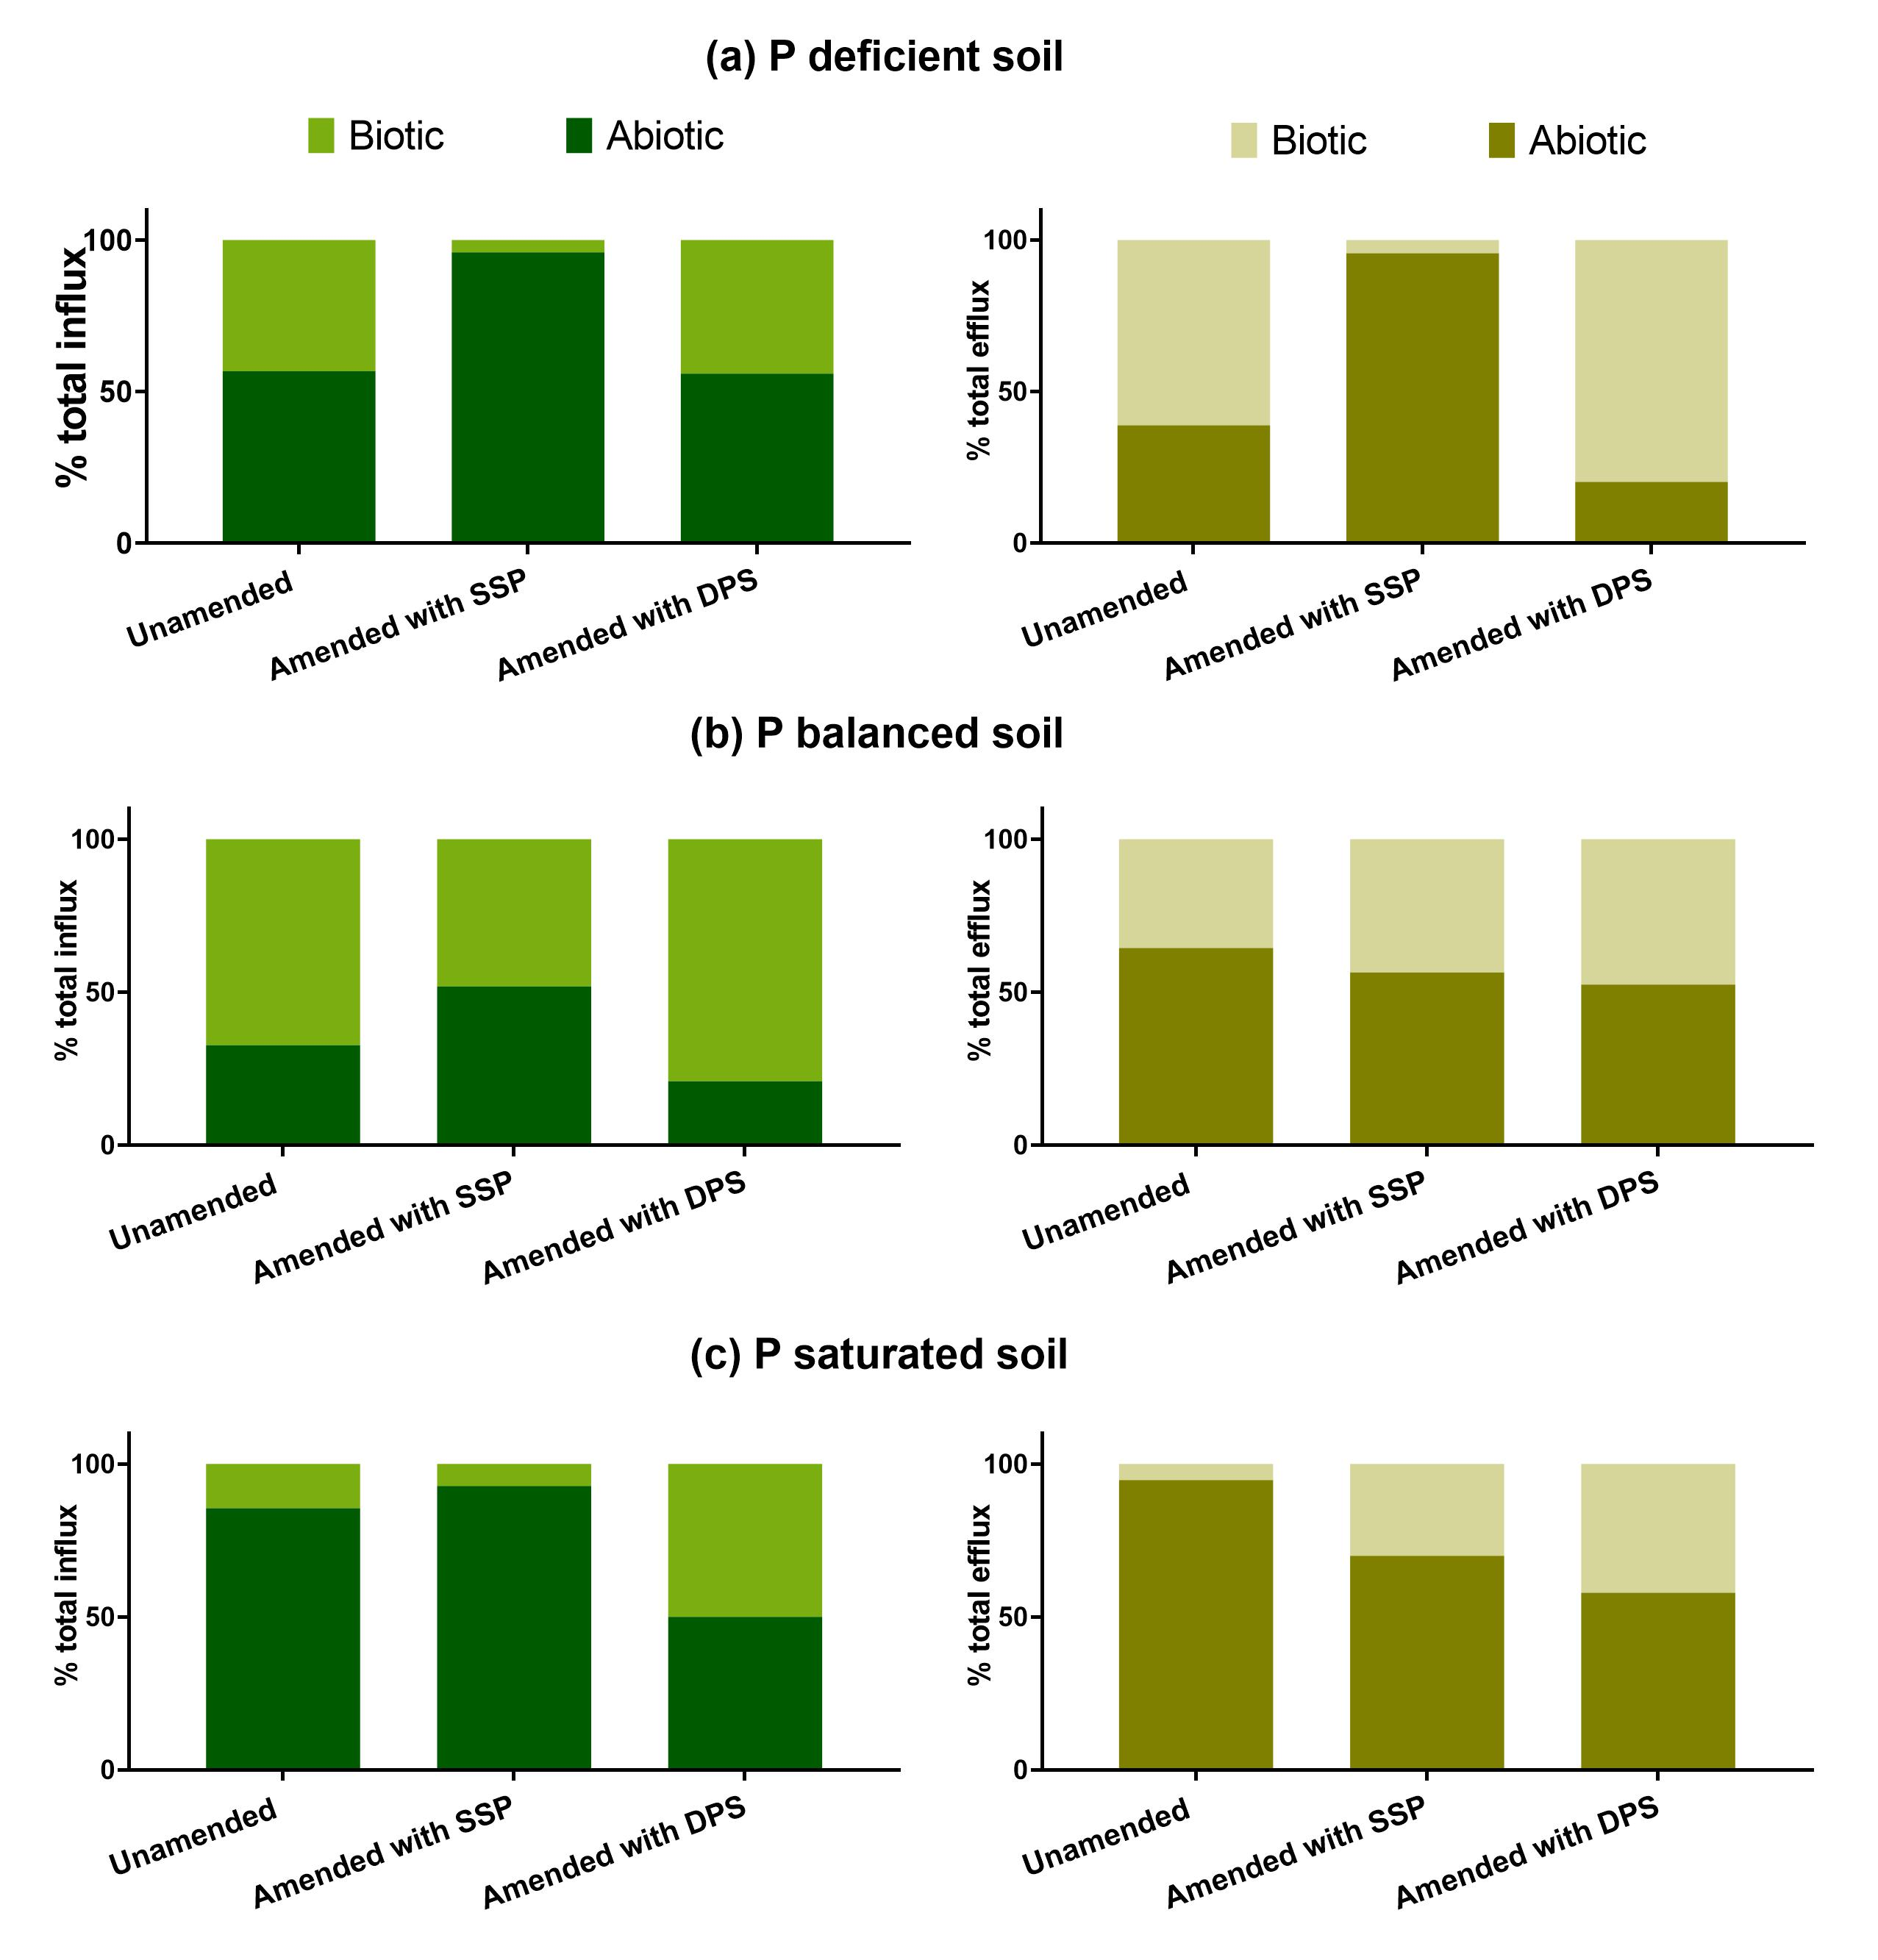 (a) P deficient soil
Biotic
Abiotic
Biotic
Abiotic
% total influx
100
50
0
Unamended
Amended with SSP
Amended with DPS
% total efflux
100
50
0
Unamended
Amended with SSP
Amended with DPS
(b) P balanced soil
% total influx
100
50
0
Unamended
Amended with SSP
Amended with DPS
% total efflux
100
50
0
Unamended
Amended with SSP
Amended with DPS
(c) P saturated soil
% total influx
100
50
0
Unamended
Amended with SSP
Amended with DPS
% total efflux
100
50
0
Unamended
Amended with SSP
Amended with DPS